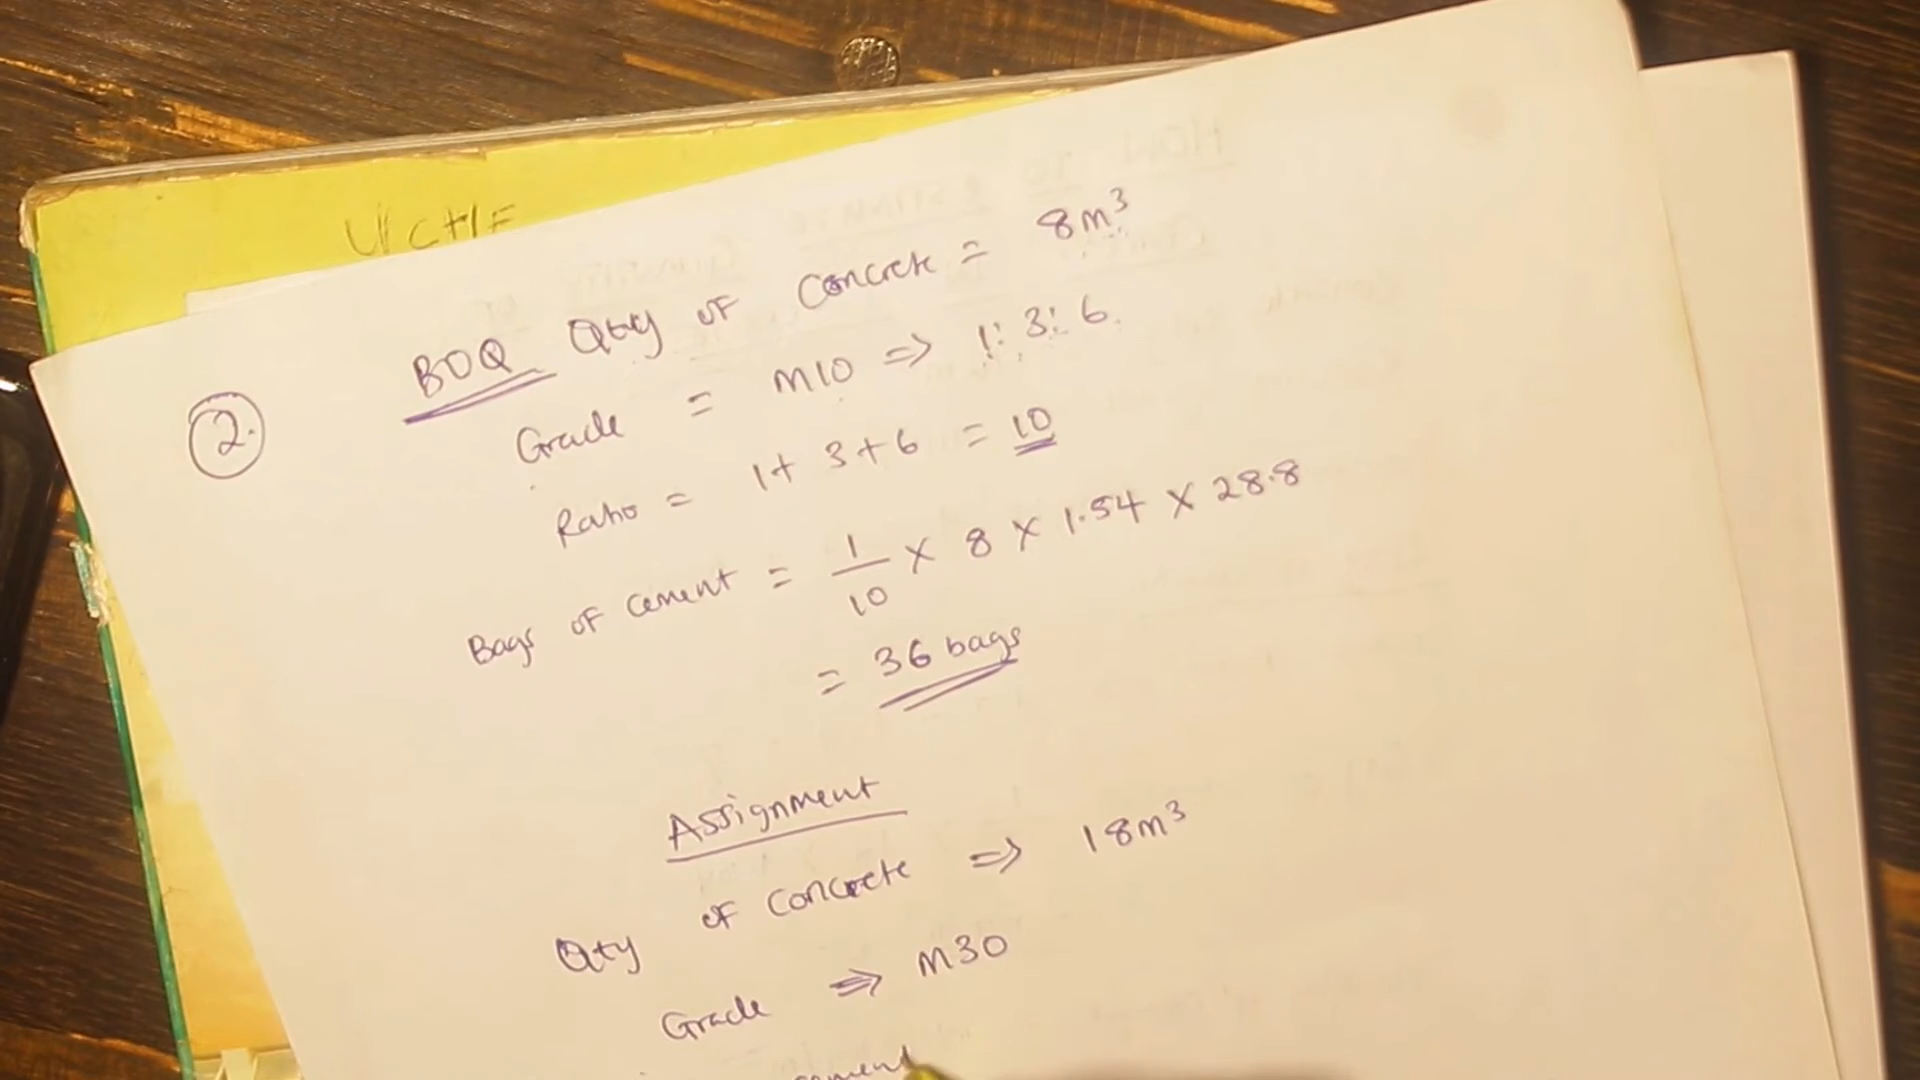 BOQ Qty of Concrete = 8m³
2. Grade = M10 => 1:3:6
Ratio = 1+ 3+6 = 10
Bags of cement = 1/10 x 8 x 1.54 x 28.8
= 36 bags
Assignment
Qty of Concrete => 18m³
Grade => M30
cement